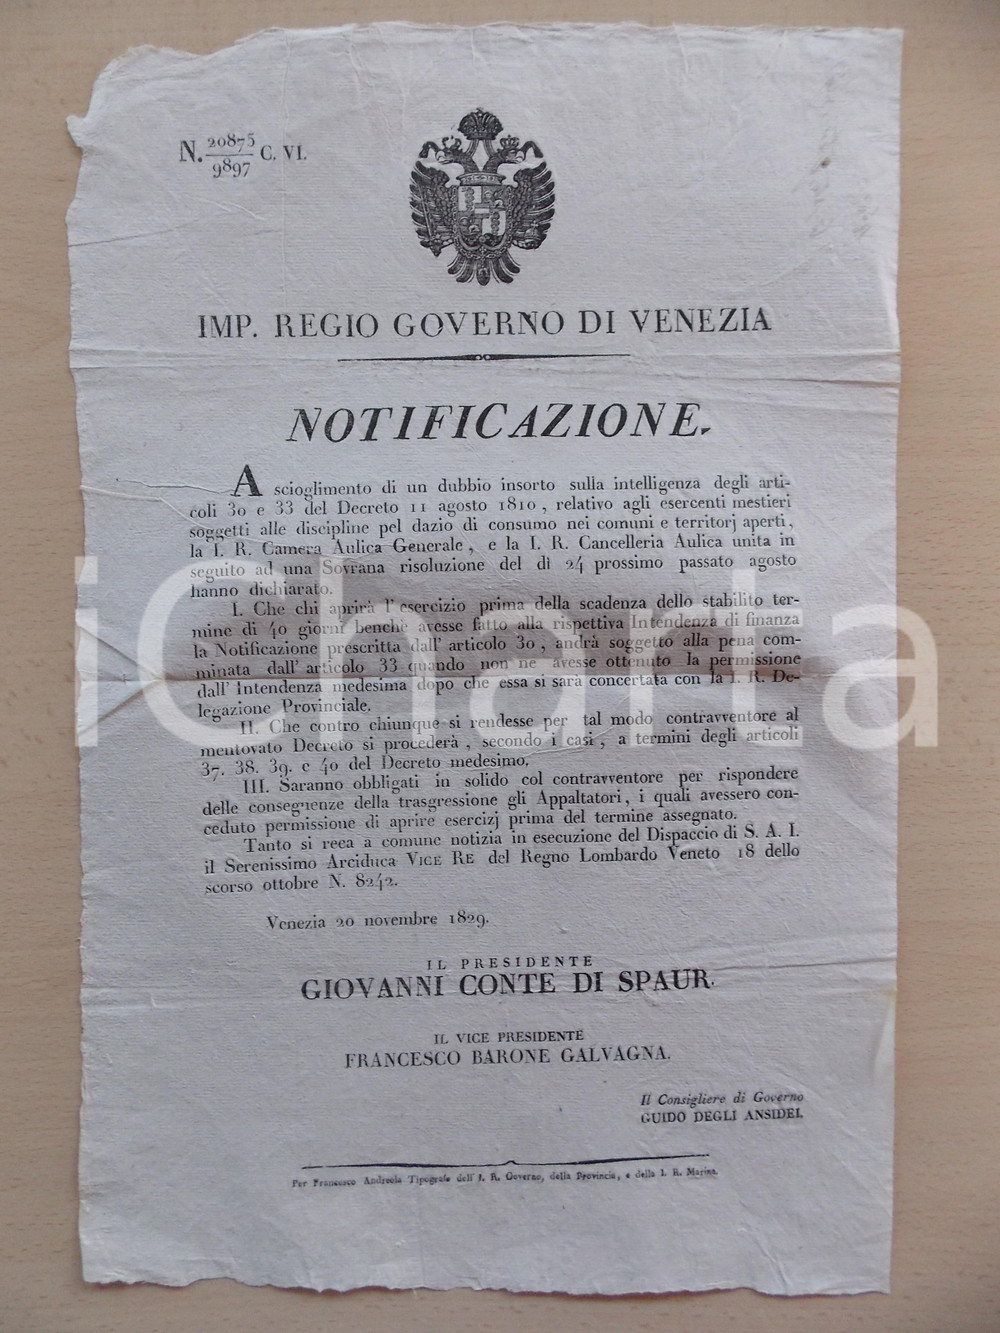 N. 20875/9897 C. VI.
IMP. REGIO GOVERNO DI VENEZIA
NOTIFICAZIONE.
A scioglimento di un dubbio insorto sulla intelligenza degli arti-
coli 30 e 33 del Decreto 11 agosto 1810, relativo agli esercenti mestieri
soggetti alle discipline pel dazio di consumo nei comuni e territorj aperti,
la I. R. Camera Aulica Generale, e la I. R. Cancelleria Aulica unita in
seguito ad una Sovrana risoluzione del dì 24 prossimo passato agosto
hanno dichiarato.
I. Che chi aprirà l'esercizio prima della scadenza dello stabilito ter-
mine di 40 giorni benchè avesse fatto alla rispettiva Intendenza di finanza
la Notificazione prescritta dall'articolo 30, andrà soggetto alla pena com-
minata dall'articolo 33 quando non ne avesse ottenuto la permissione
dall'Intendenza medesima dopo che essa si sarà concertata con la I. R. De-
legazione Provinciale.
II. Che contro chiunque si rendesse per tal modo contravventore al
mentovato Decreto si procederà, secondo i casi, a termini degli articoli
37. 38. 39. e 40 del Decreto medesimo.
III. Saranno obbligati in solido col contravventore per rispondere
delle conseguenze della trasgressione gli Appaltatori, i quali avessero con-
ceduto permissione di aprire esercizj prima del termine assegnato.
Tanto si reca a comune notizia in esecuzione del Dispaccio di S. A. I.
il Serenissimo Arciduca VICE RE del Regno Lombardo Veneto 18 dello
scorso ottobre N. 8242.
Venezia 20 novembre 1829.
IL PRESIDENTE
GIOVANNI CONTE DI SPAUR.
IL VICE PRESIDENTE
FRANCESCO BARONE GALVAGNA.
Il Consigliere di Governo
GUIDO DEGLI ANSIDEI.
Per Francesco Andreola Tipografo dell'I. R. Governo, della Provincia, e della I. R. Marina.
iCharta